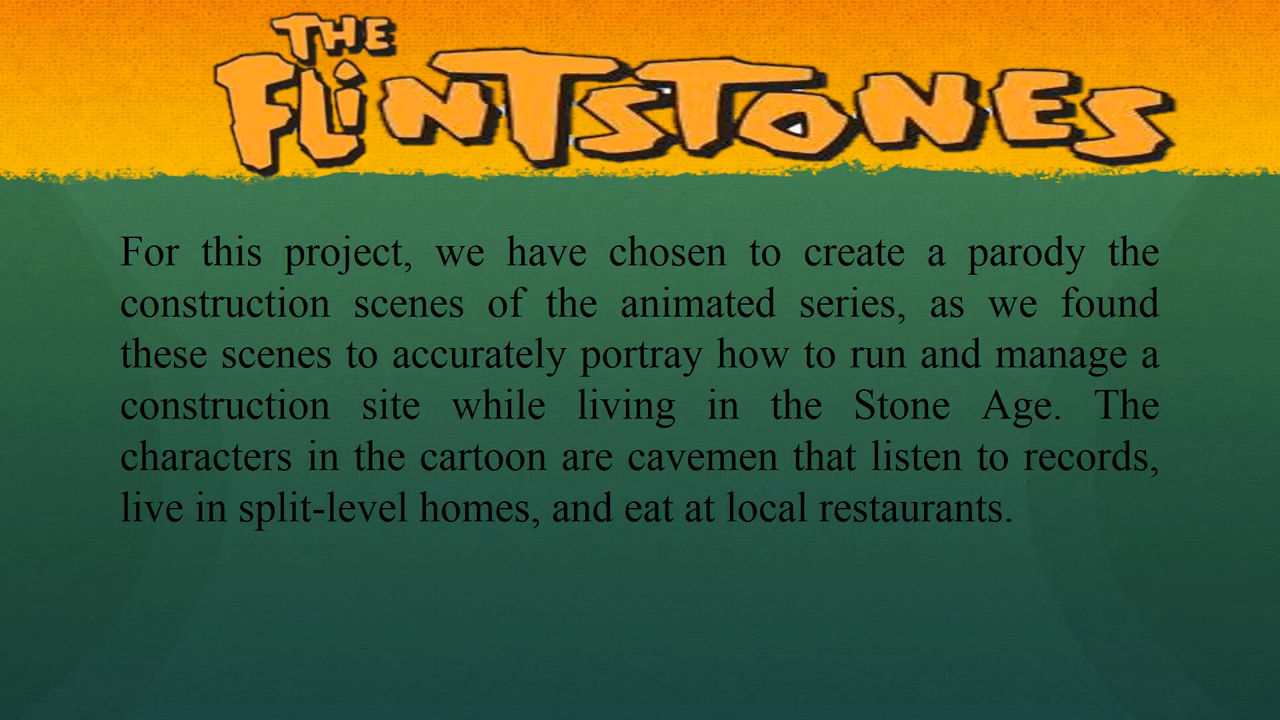 THE
FLiNTSTONES
For this project, we have chosen to create a parody the
construction scenes of the animated series, as we found
these scenes to accurately portray how to run and manage a
construction site while living in the Stone Age. The
characters in the cartoon are cavemen that listen to records,
live in split-level homes, and eat at local restaurants.